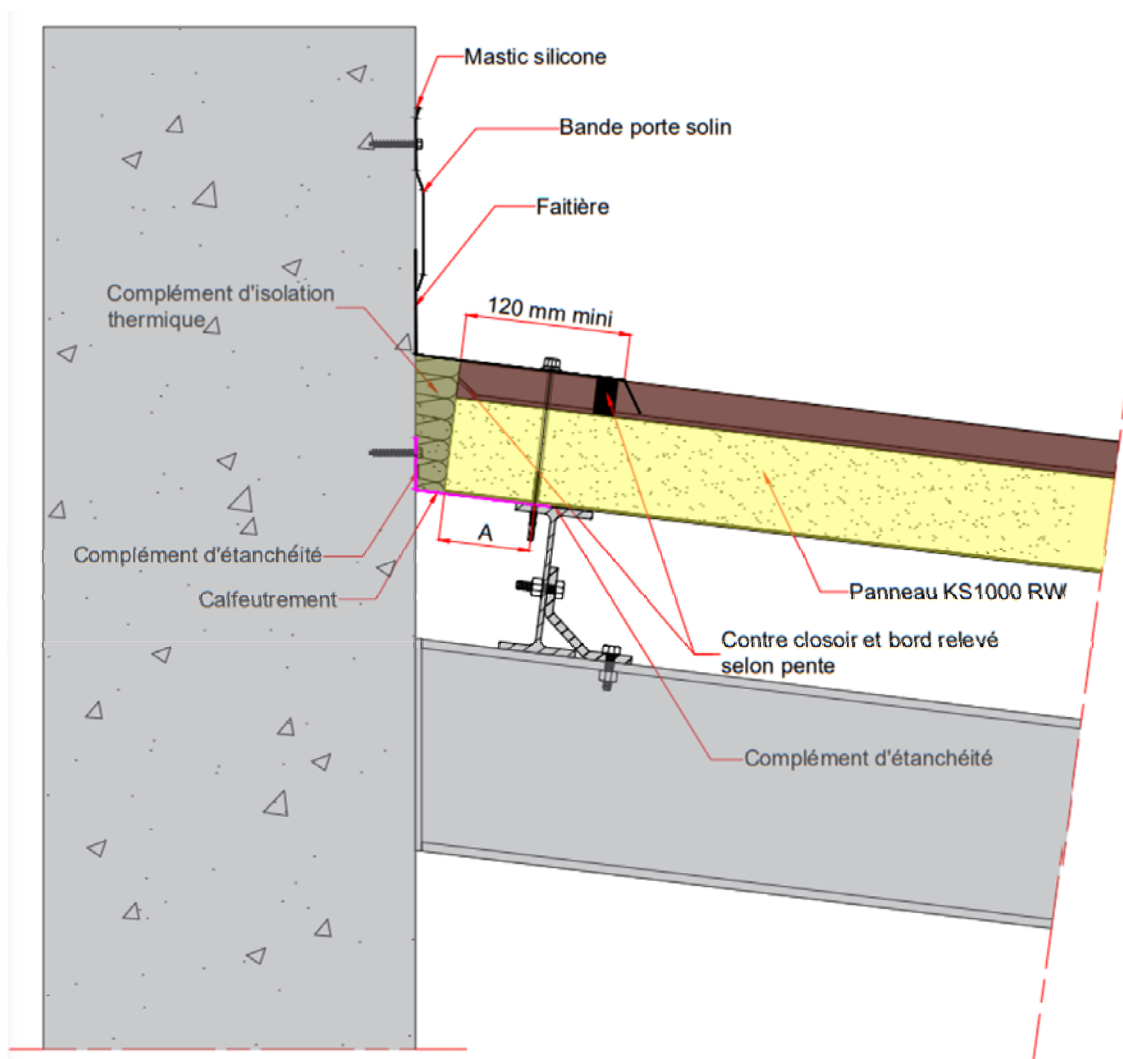 Mastic silicone
Bande porte solin
Faitière
Complément d'isolation
thermique
120 mm mini
A
Complément d'étanchéité
Calfeutrement
Panneau KS1000 RW
Contre closoir et bord relevé
selon pente
Complément d'étanchéité